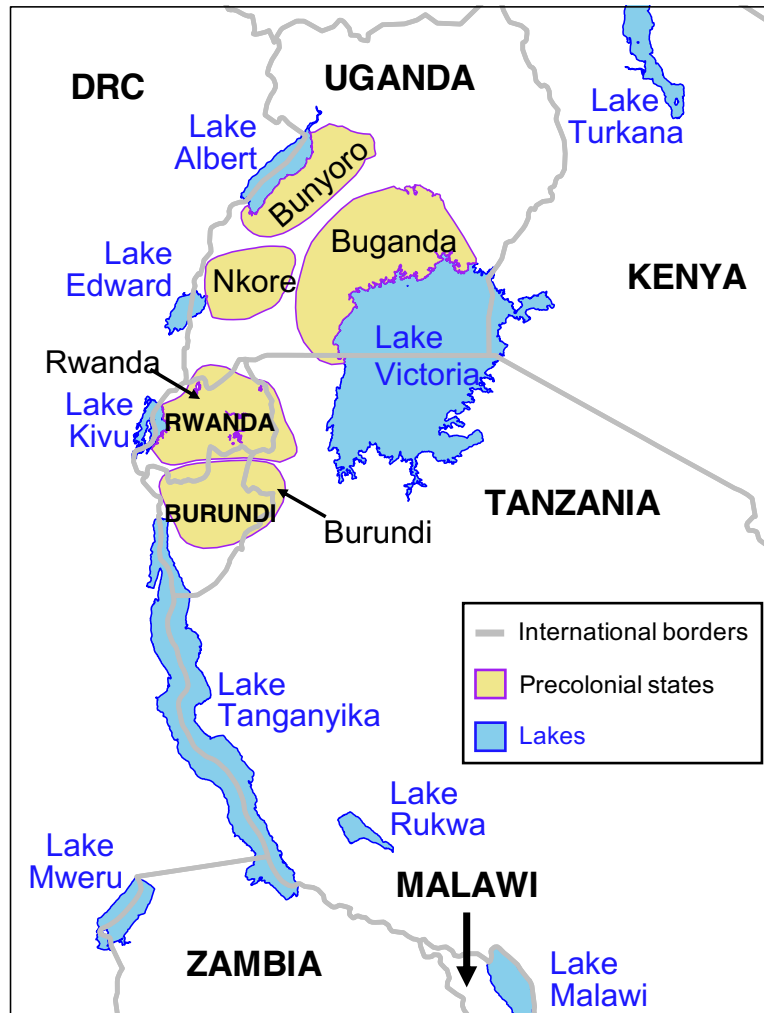 DRC
UGANDA
Lake
Turkana
Lake
Albert
Bunyoro
Buganda
Lake
Edward
Nkore
KENYA
Lake
Victoria
Rwanda
Lake
Kivu
RWANDA
TANZANIA
BURUNDI
Burundi
International borders
Precolonial states
Lakes
Lake
Tanganyika
Lake
Rukwa
Lake
Mweru
MALAWI
ZAMBIA
Lake
Malawi